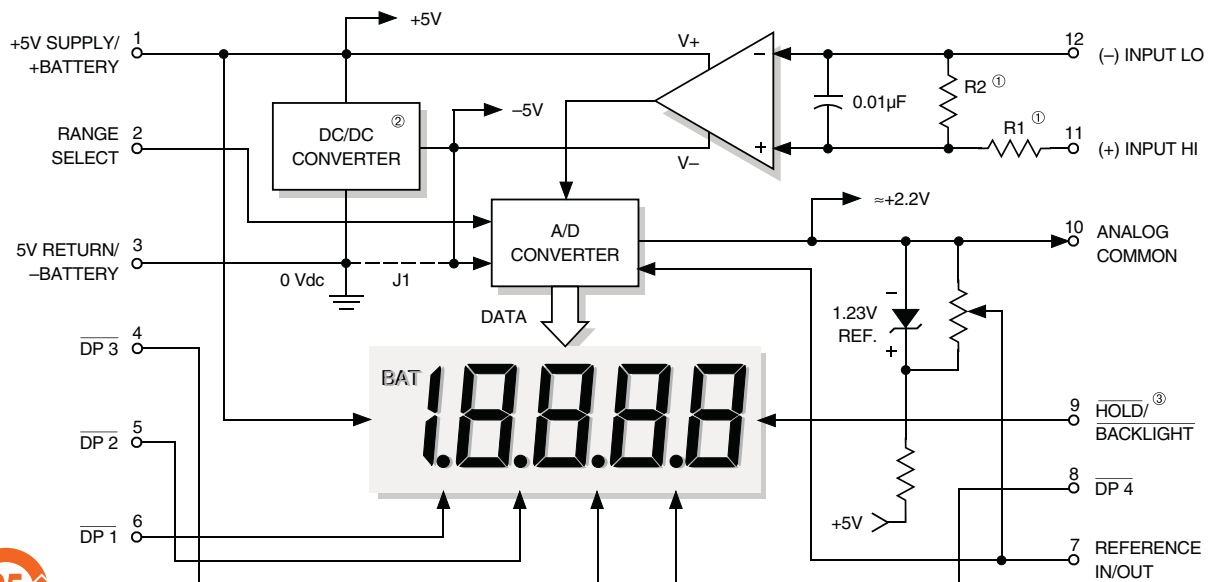 +5V
+5V SUPPLY/
+BATTERY
1
V+
12
(–) INPUT LO
–
0.01µF
R2 ①
–5V
DC/DC ②
CONVERTER
RANGE
SELECT
2
R1 ①
11
(+) INPUT HI
+
V–
≈+2.2V
A/D
CONVERTER
10
ANALOG
COMMON
5V RETURN/
–BATTERY
3
0 Vdc
J1
DATA
–
1.23V
REF.
+
DP 3
4
BAT
1.8.8.8.8
9
HOLD/ ③
BACKLIGHT
DP 2
5
8
DP 4
+5V
DP 1
6
7
REFERENCE
IN/OUT